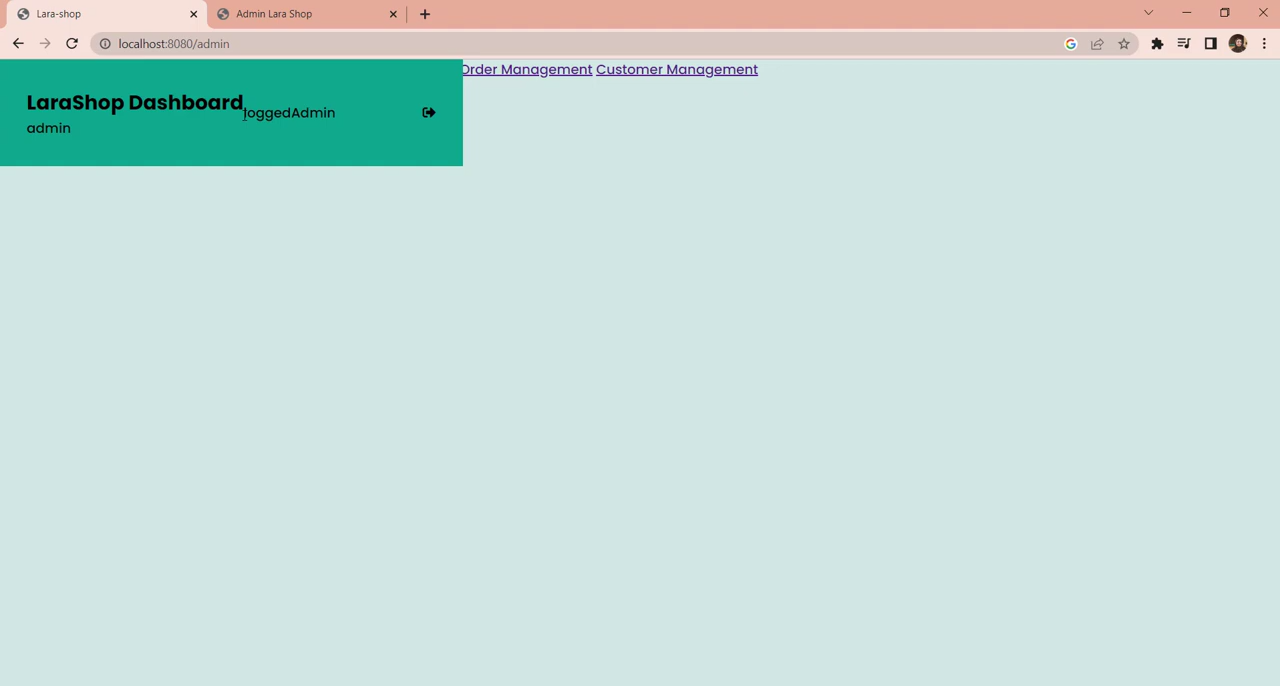 Lara-shop
Admin Lara Shop
localhost:8080/admin
Order Management Customer Management
LaraShop Dashboard
loggedAdmin
admin